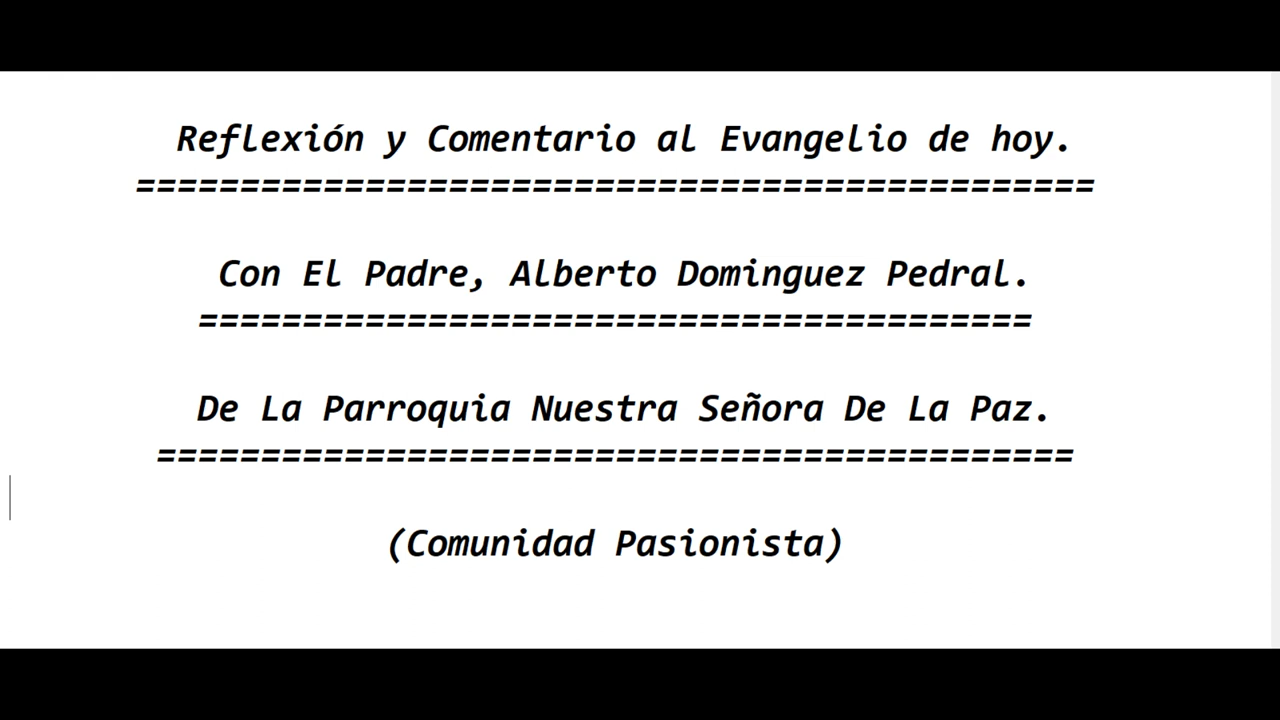 Reflexión y Comentario al Evangelio de hoy.
==============================================
Con El Padre, Alberto Dominguez Pedral.
========================================
De La Parroquia Nuestra Señora De La Paz.
============================================
(Comunidad Pasionista)